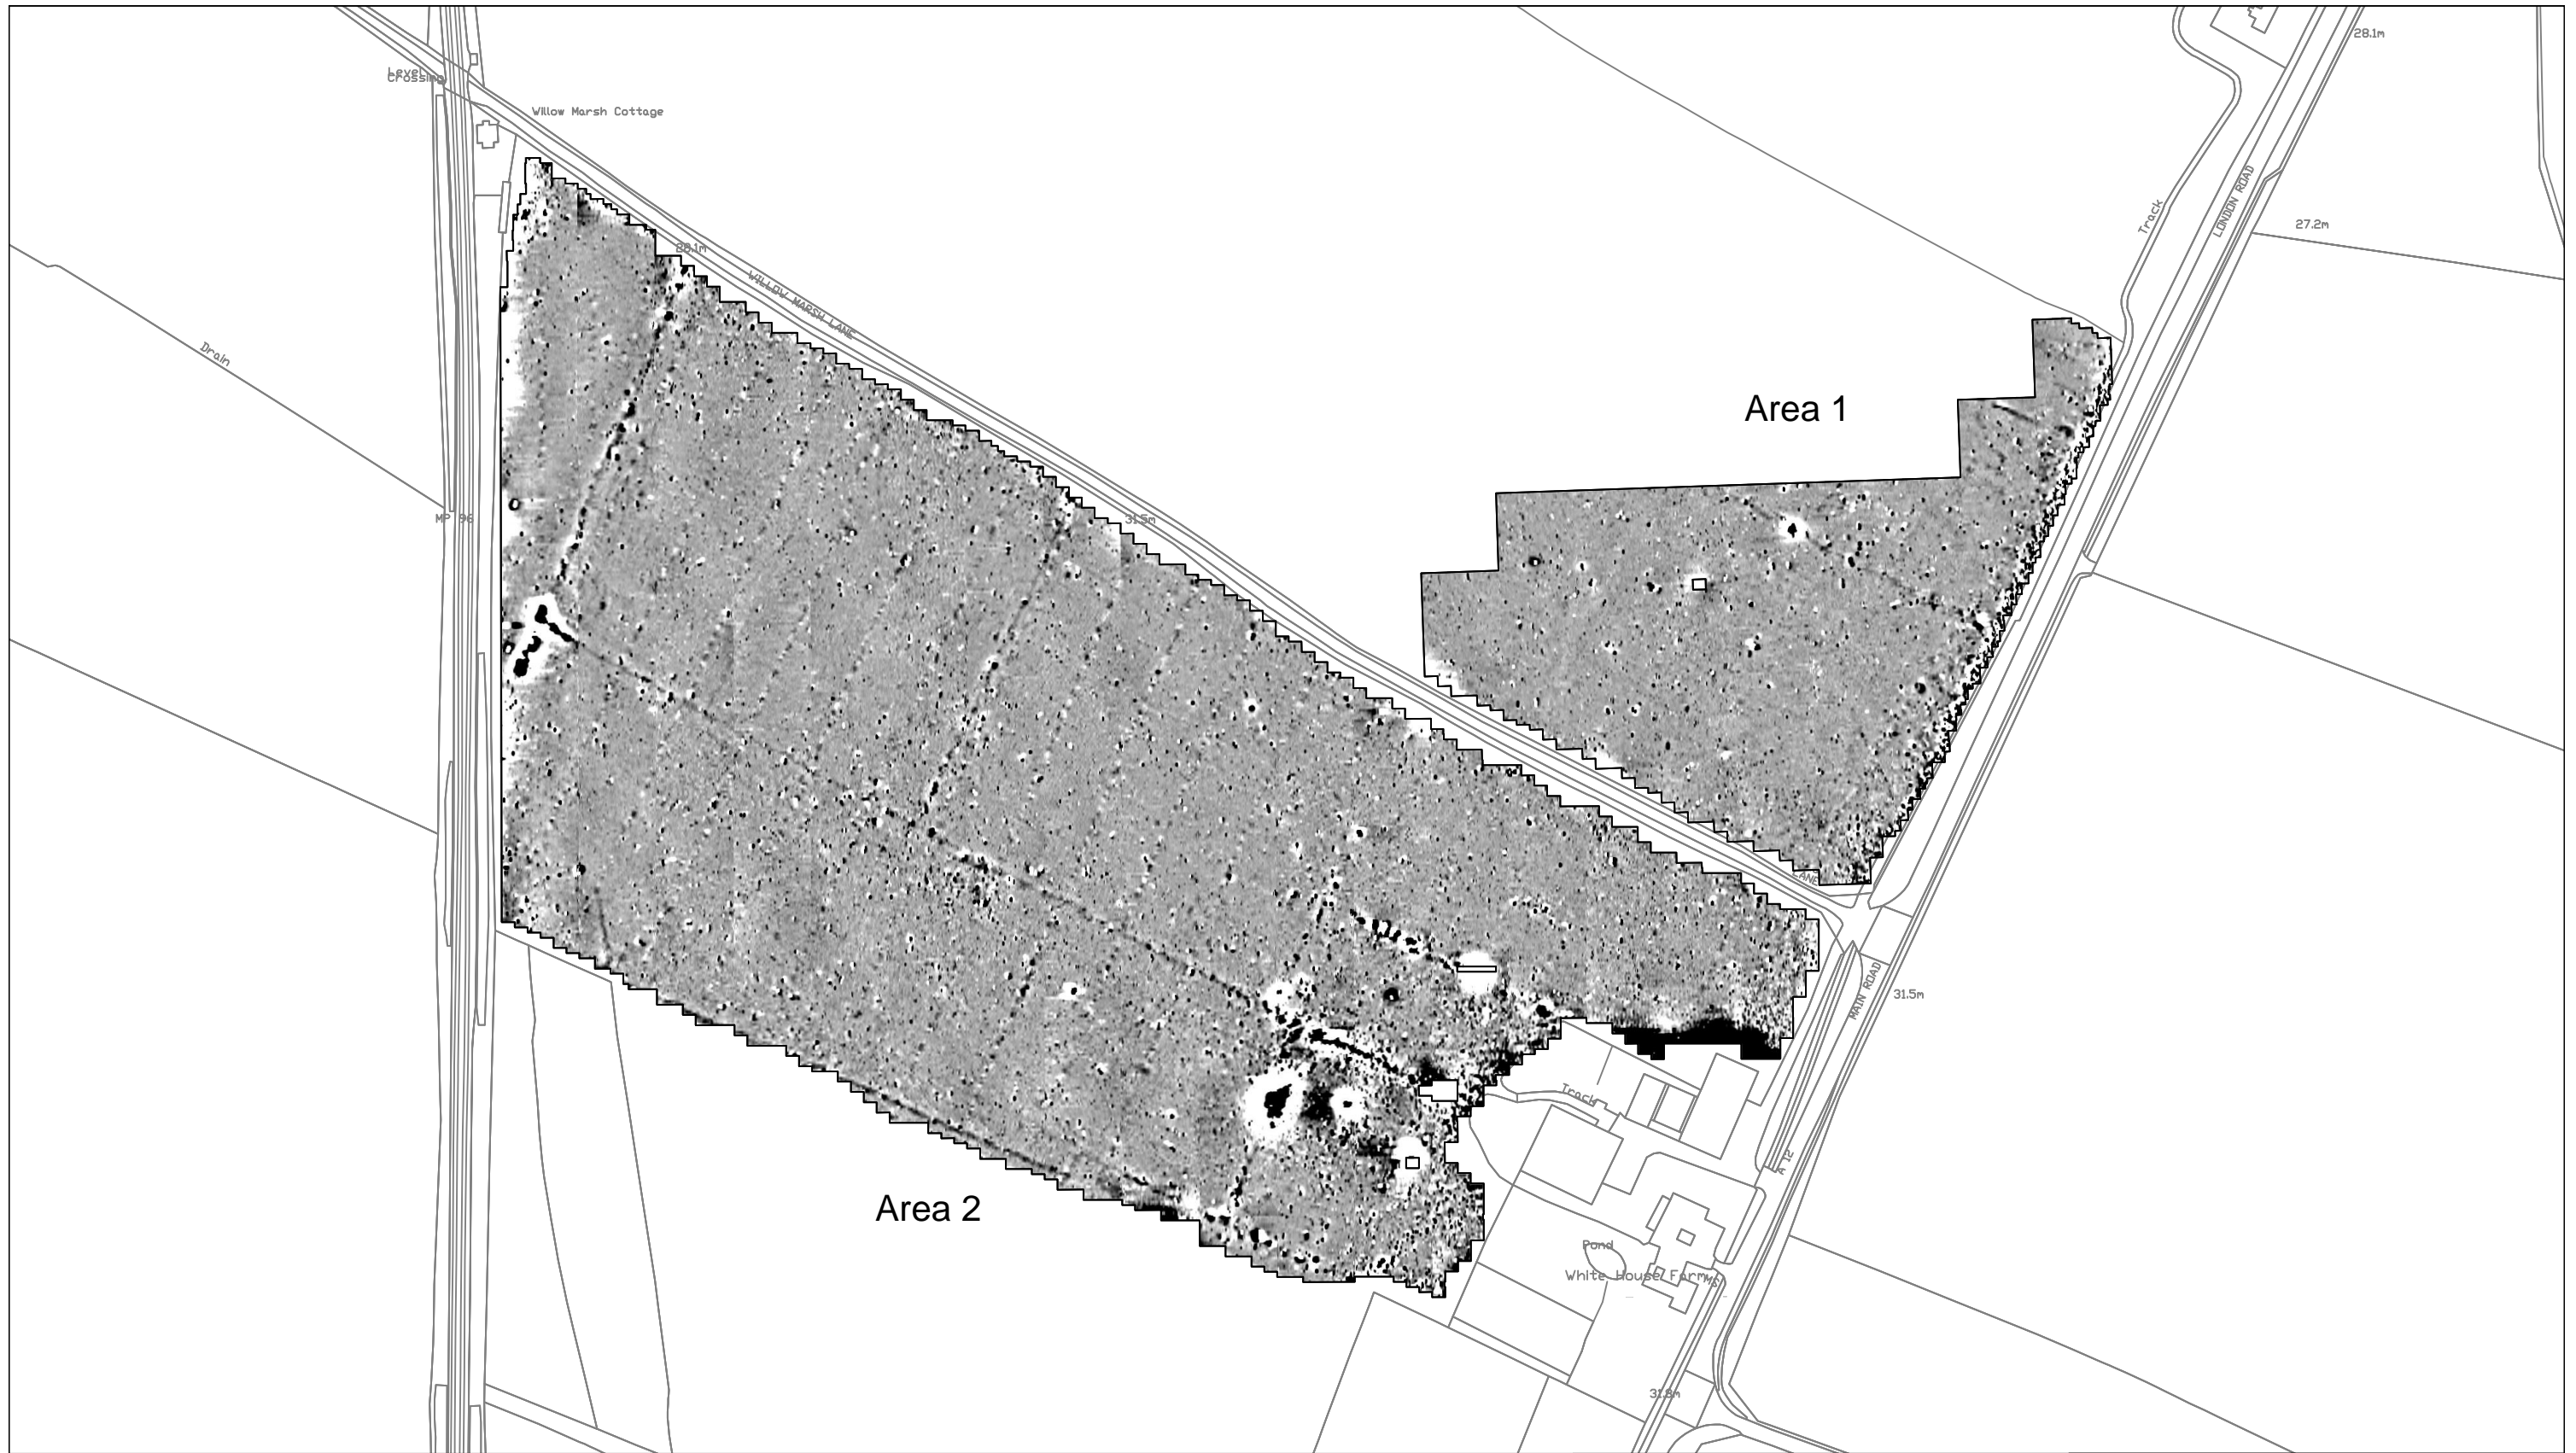 28.1m
Level
Crossing
Willow Marsh Cottage
Track
LONDON ROAD
27.2m
28.1m
WILLOW MARSH LANE
Drain
Area 1
MP 96
31.5m
LANE
MAIN ROAD
31.5m
Track
A 12
Area 2
Pond
White House Farm
31.8m